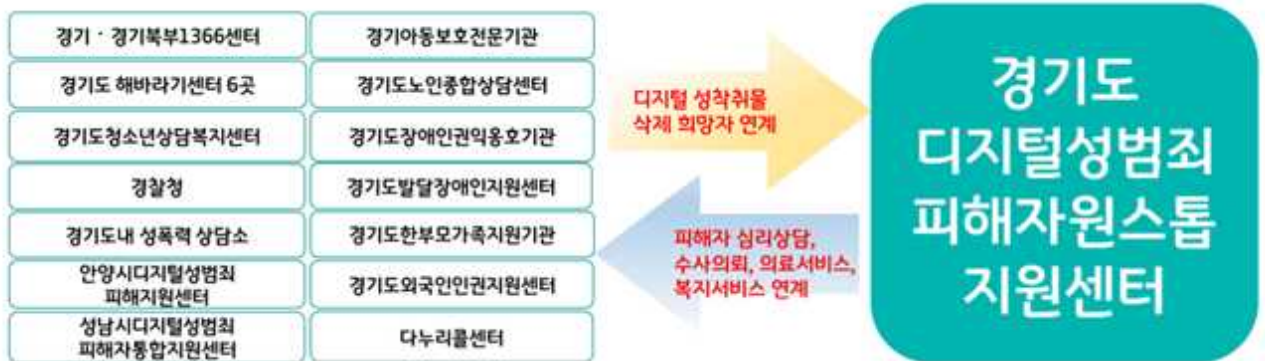 경기 · 경기북부1366센터
경기아동보호전문기관
경기도 해바라기센터 6곳
경기도노인종합상담센터
경기도청소년상담복지센터
경기도장애인권익옹호기관
경찰청
경기도발달장애인지원센터
경기도내 성폭력 상담소
경기도한부모가족지원기관
안양시디지털성범죄
피해지원센터
경기도외국인인권지원센터
성남시디지털성범죄
피해자통합지원센터
다누리콜센터
디지털 성착취물
삭제 희망자 연계
피해자 심리상담,
수사의뢰, 의료서비스,
복지서비스 연계
경기도
디지털성범죄
피해자원스톱
지원센터